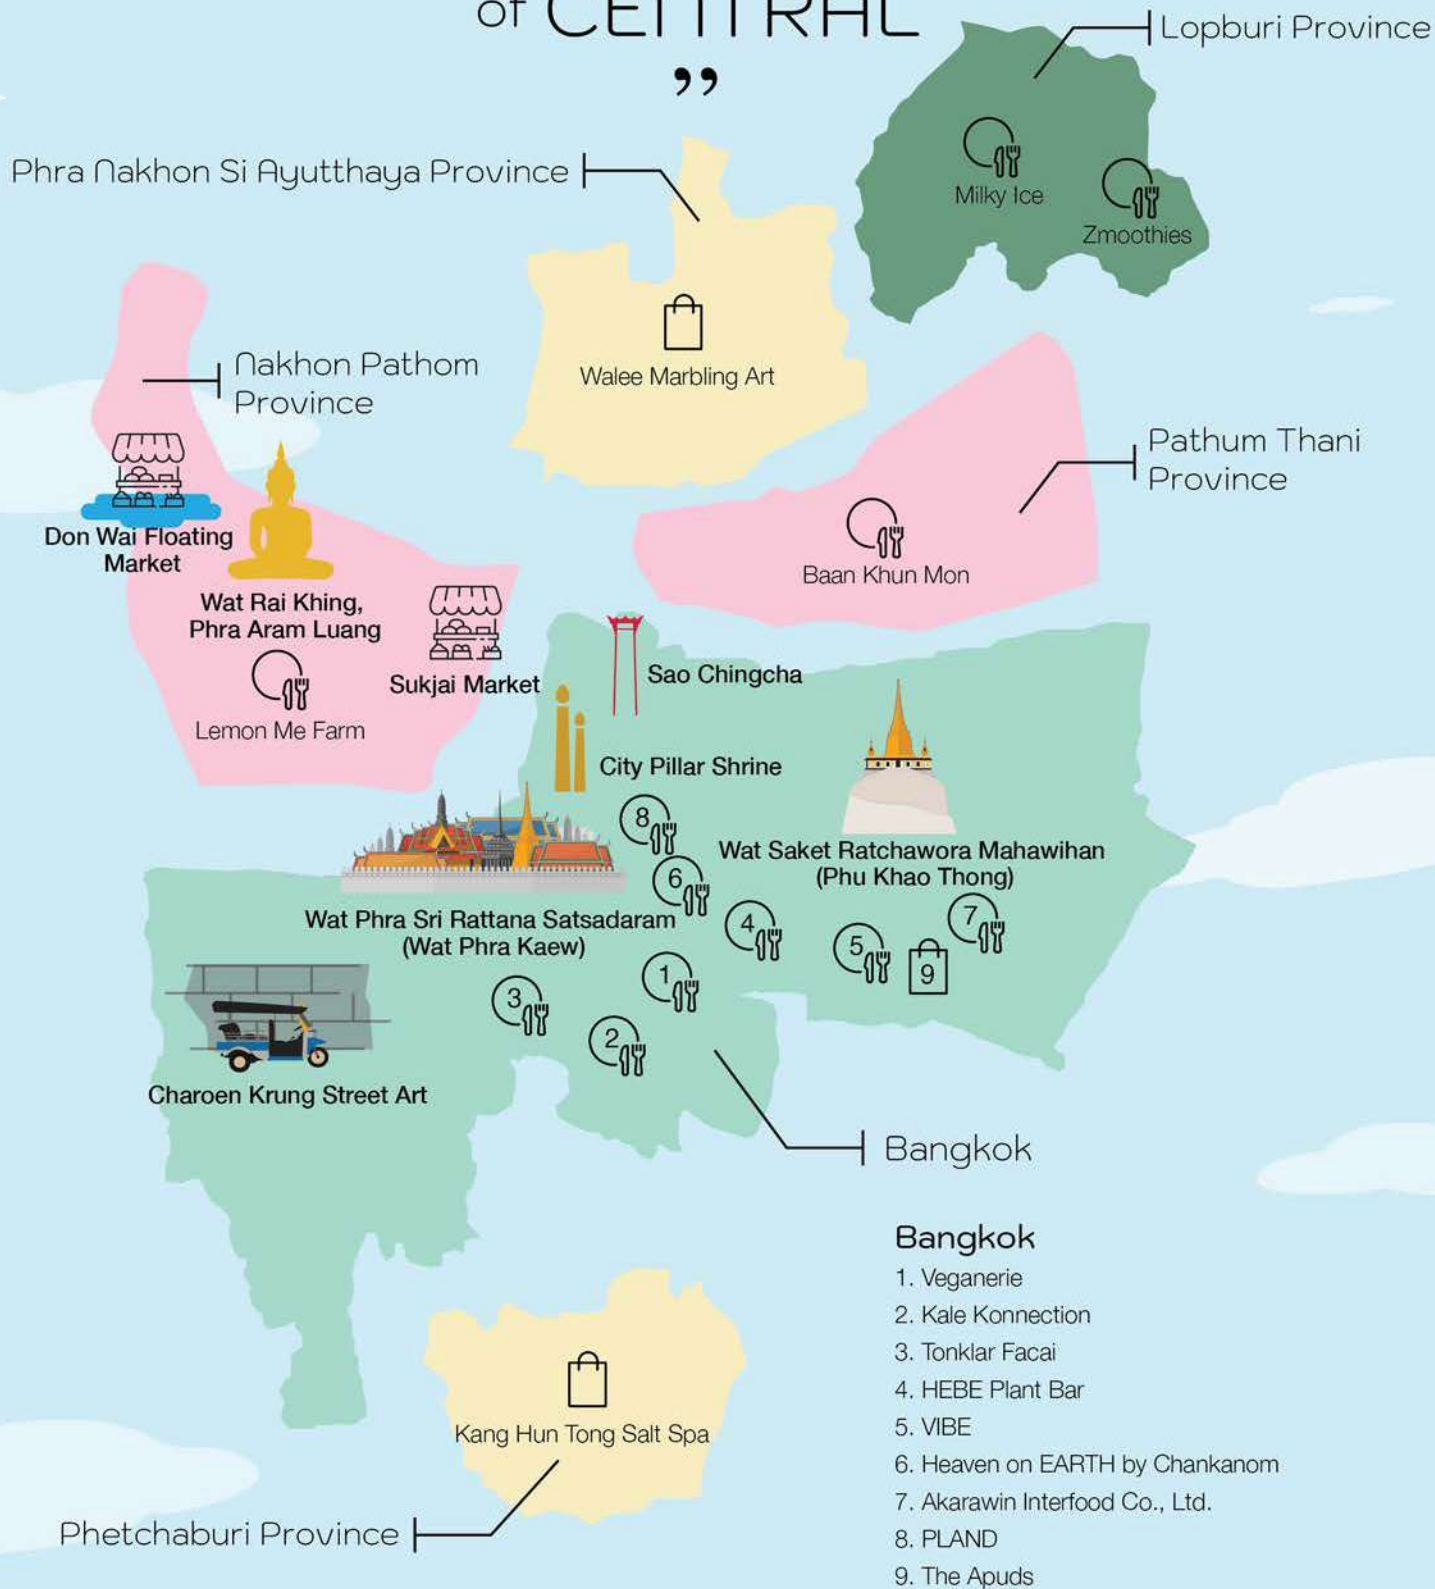 of CENTRAL
”
Lopburi Province
Phra Nakhon Si Ayutthaya Province
Milky Ice
Zmoothies
Nakhon Pathom
Province
Walee Marbling Art
Pathum Thani
Province
Don Wai Floating
Market
Baan Khun Mon
Wat Rai Khing,
Phra Aram Luang
Sukjai Market
Lemon Me Farm
Sao Chingcha
City Pillar Shrine
8
Wat Saket Ratchawora Mahawihan
(Phu Khao Thong)
6
Wat Phra Sri Rattana Satsadaram
(Wat Phra Kaew)
4
7
5
9
1
3
2
Charoen Krung Street Art
Bangkok
Bangkok
1. Veganerie
2. Kale Konnection
3. Tonklar Facai
4. HEBE Plant Bar
5. VIBE
6. Heaven on EARTH by Chankanom
7. Akarawin Interfood Co., Ltd.
8. PLAND
9. The Apuds
Kang Hun Tong Salt Spa
Phetchaburi Province